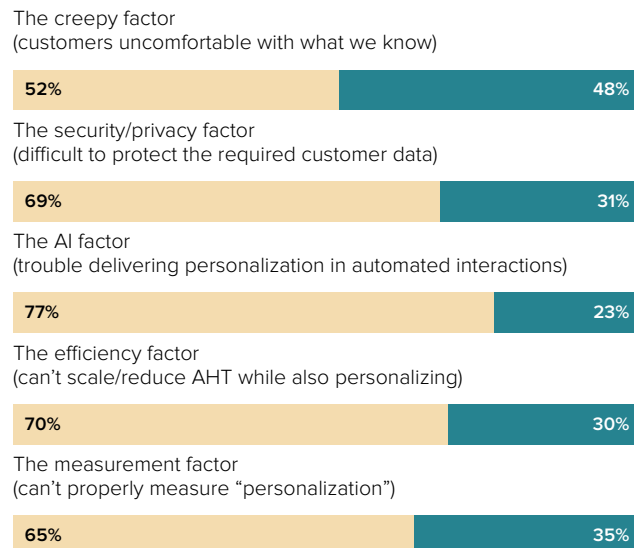 The creepy factor
(customers uncomfortable with what we know)
52% 48%
The security/privacy factor
(difficult to protect the required customer data)
69% 31%
The AI factor
(trouble delivering personalization in automated interactions)
77% 23%
The efficiency factor
(can’t scale/reduce AHT while also personalizing)
70% 30%
The measurement factor
(can’t properly measure “personalization”)
65% 35%